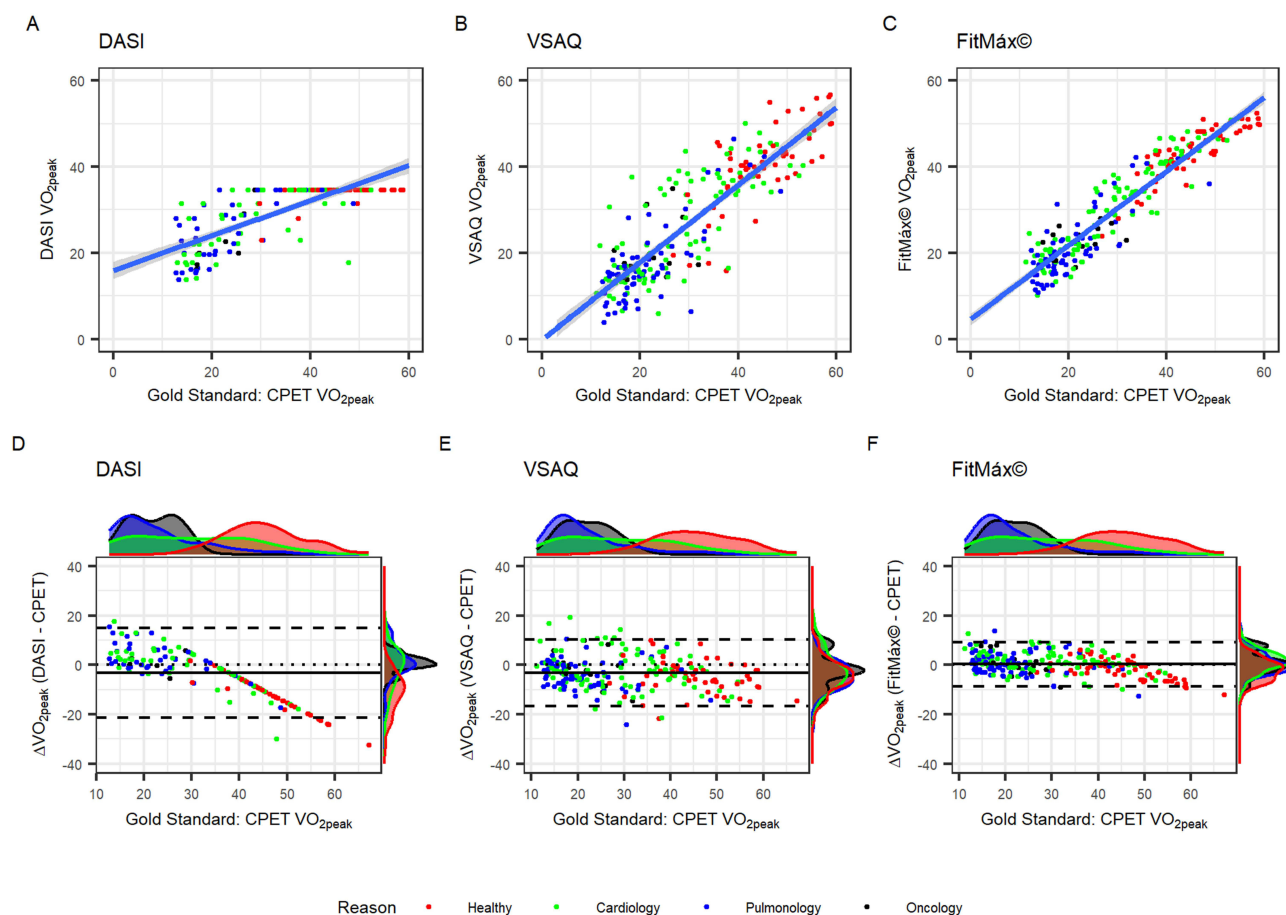 A
DASI
B
VSAQ
C
FitMáx©
60
40
20
0
DASI VO2peak
0 20 40 60
Gold Standard: CPET VO2peak
60
40
20
0
VSAQ VO2peak
0 20 40 60
Gold Standard: CPET VO2peak
60
40
20
0
FitMáx© VO2peak
0 20 40 60
Gold Standard: CPET VO2peak
D
DASI
E
VSAQ
F
FitMáx©
40
20
0
-20
-40
ΔVO2peak (DASI - CPET)
10 20 30 40 50 60
Gold Standard: CPET VO2peak
40
20
0
-20
-40
ΔVO2peak (VSAQ - CPET)
10 20 30 40 50 60
Gold Standard: CPET VO2peak
40
20
0
-20
-40
ΔVO2peak (FitMáx© - CPET)
10 20 30 40 50 60
Gold Standard: CPET VO2peak
Reason Healthy Cardiology Pulmonology Oncology